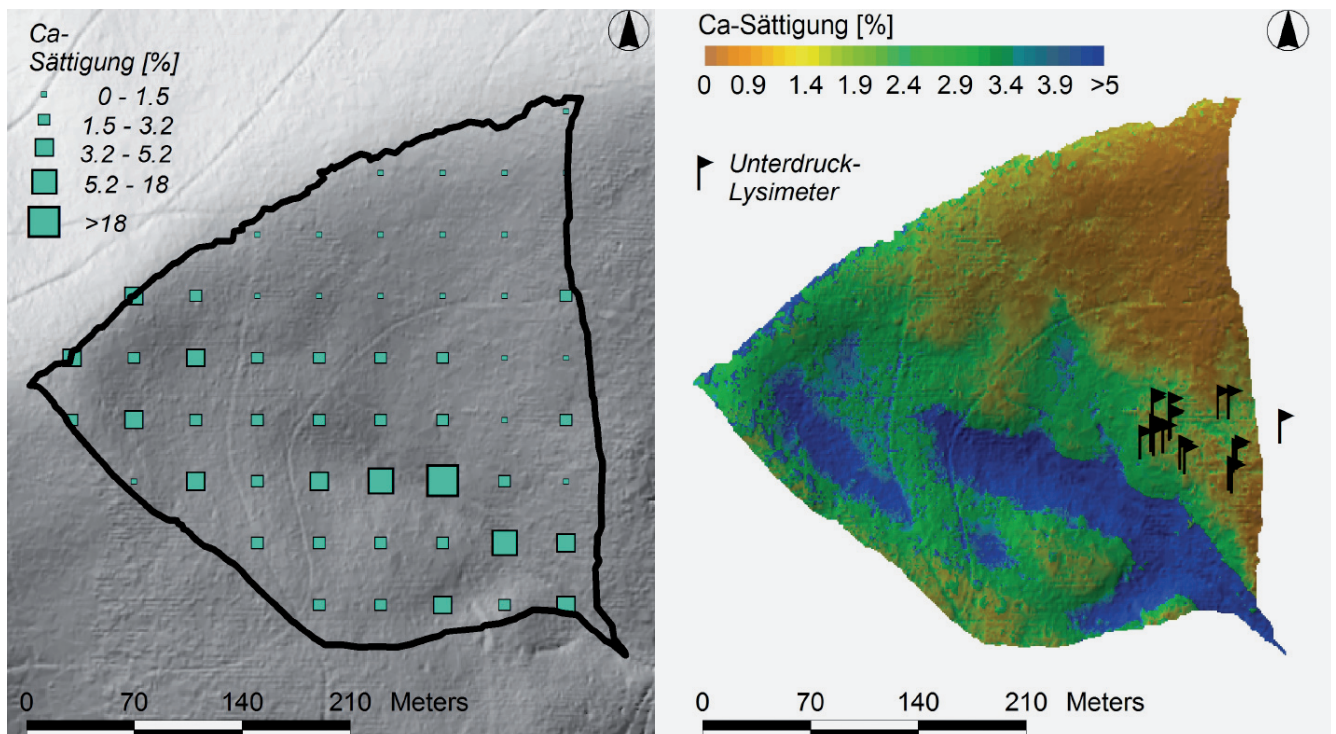 Ca-
Sättigung [%]
0 - 1.5
1.5 - 3.2
3.2 - 5.2
5.2 - 18
>18
0 70 140 210 Meters
Ca-Sättigung [%]
0 0.9 1.4 1.9 2.4 2.9 3.4 3.9 >5
Unterdruck-
Lysimeter
0 70 140 210 Meters